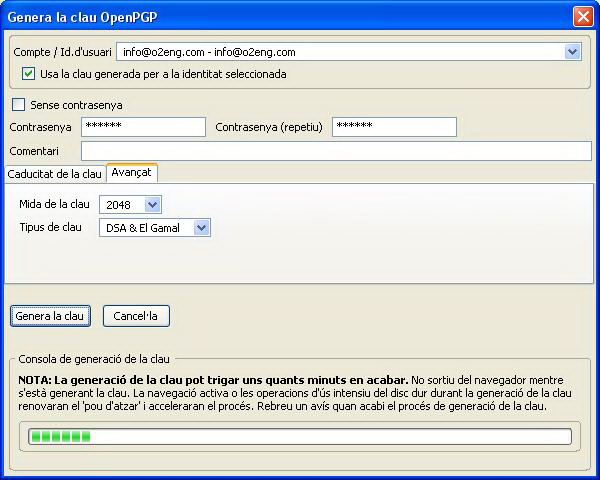 Genera la clau OpenPGP
Compte / Id.d'usuari info@o2eng.com - info@o2eng.com
Usa la clau generada per a la identitat seleccionada
Sense contrasenya
Contrasenya ****** Contrasenya (repetiu) ******
Comentari
Caducitat de la clau Avançat
Mida de la clau 2048
Tipus de clau DSA & El Gamal
Genera la clau Cancel·la
Consola de generació de la clau
NOTA: La generació de la clau pot trigar uns quants minuts en acabar. No sortiu del navegador mentre
s'està generant la clau. La navegació activa o les operacions d'ús intensiu del disc dur durant la generació de la clau
renovaran el 'pou d'atzar' i acceleraran el procés. Rebreu un avís quan acabi el procés de generació de la clau.